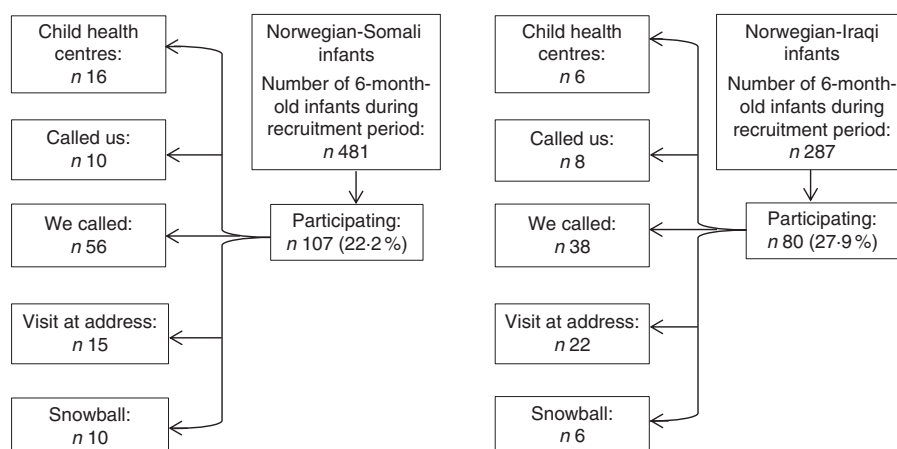 Child health
centres:
n 16
Called us:
n 10
We called:
n 56
Visit at address:
n 15
Snowball:
n 10
Norwegian-Somali
infants
Number of 6-month-
old infants during
recruitment period:
n 481
Participating:
n 107 (22·2 %)
Child health
centres:
n 6
Called us:
n 8
We called:
n 38
Visit at address:
n 22
Snowball:
n 6
Norwegian-Iraqi
infants
Number of 6-month-
old infants during
recruitment period:
n 287
Participating:
n 80 (27·9 %)